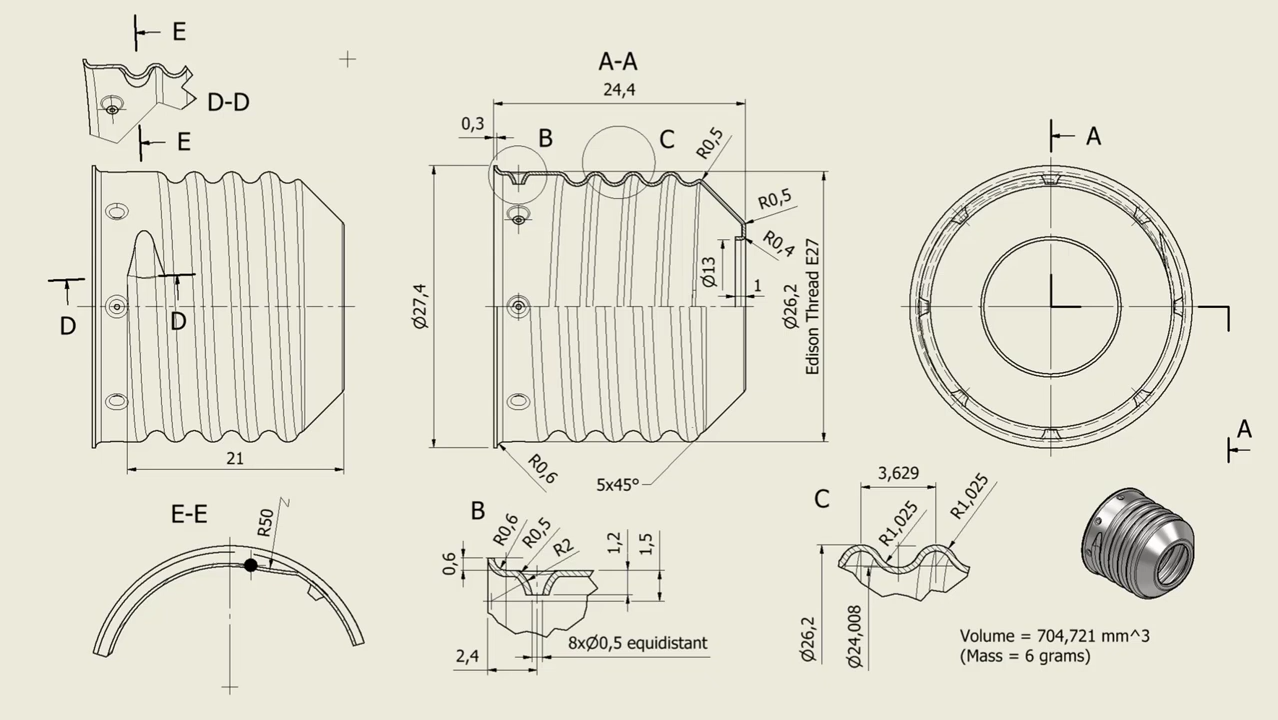 E
D-D
E
D
D
21
A-A
24,4
0,3
B
C
R0,5
R0,5
R0,4
Ø13
1
Ø27,4
Ø26,2
Edison Thread E27
R0,6
5x45°
A
A
E-E
R50
N
B
R0,6
R0,5
R2
1,2
1,5
0,6
8xØ0,5 equidistant
2,4
C
3,629
R1,025
R1,025
Ø26,2
Ø24,008
Volume = 704,721 mm^3
(Mass = 6 grams)